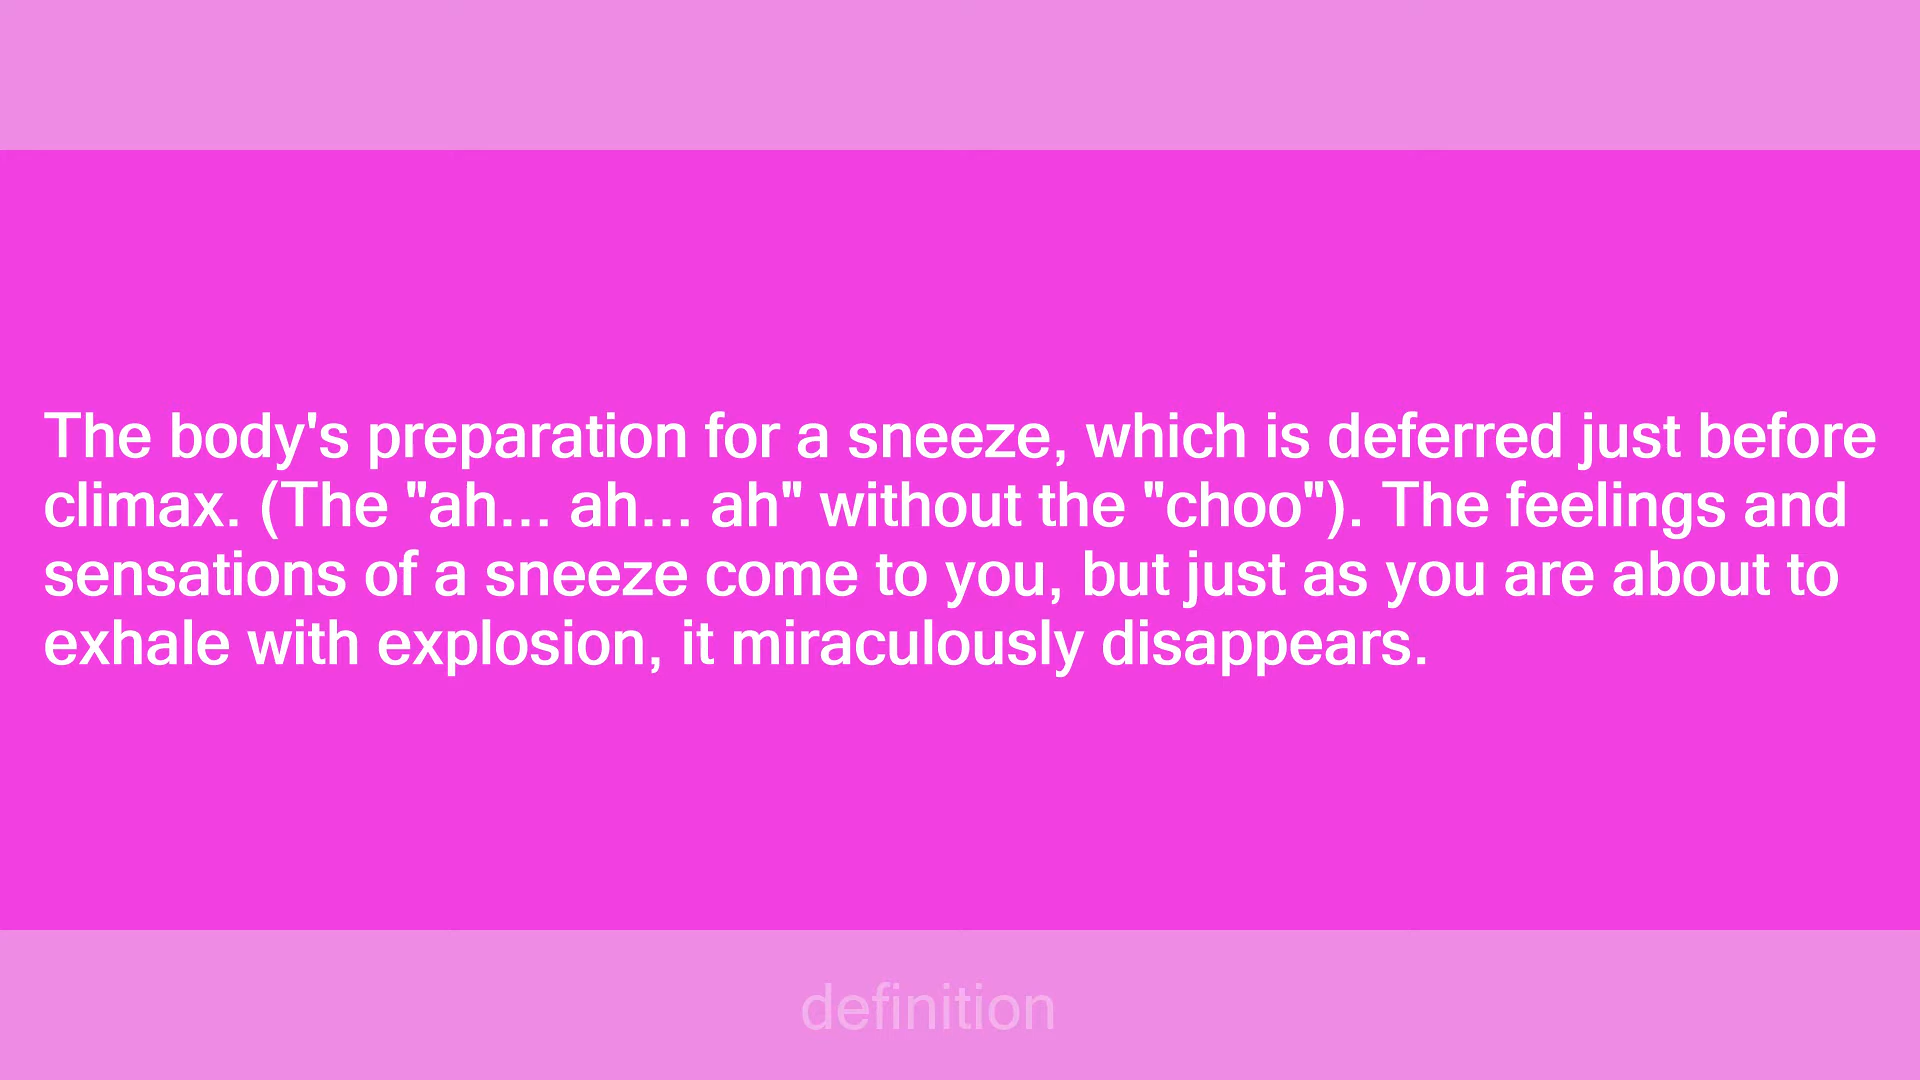 The body's preparation for a sneeze, which is deferred just before
climax. (The "ah... ah... ah" without the "choo"). The feelings and
sensations of a sneeze come to you, but just as you are about to
exhale with explosion, it miraculously disappears.
definition